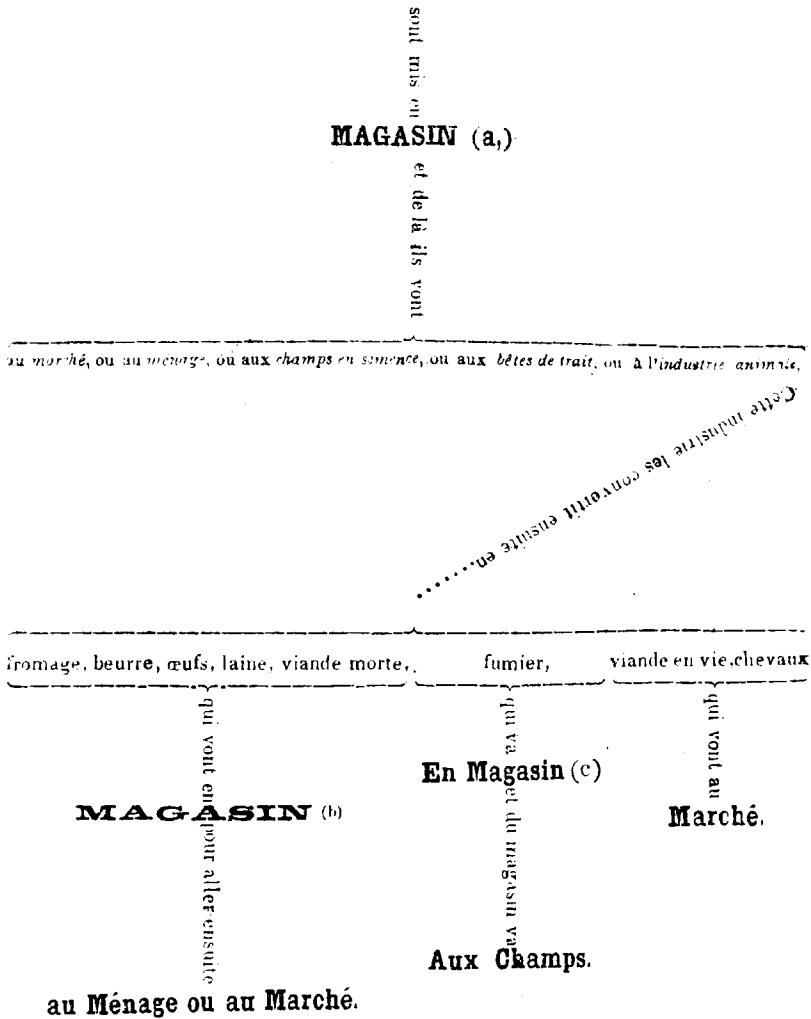 sont mis en
MAGASIN (a,)
et de là ils vont
au marché, ou au ménage, ou aux champs en semence, ou aux bêtes de trait, ou à l'industrie animale,
Cette industrie les convertit ensuite en.......
fromage, beurre, œufs, laine, viande morte,
qui vont en
MAGASIN (b)
pour aller ensuite
au Ménage ou au Marché.
fumier,
qui va
En Magasin (c)
et du magasin va
Aux Champs.
viande en vie, chevaux
qui vont au
Marché.